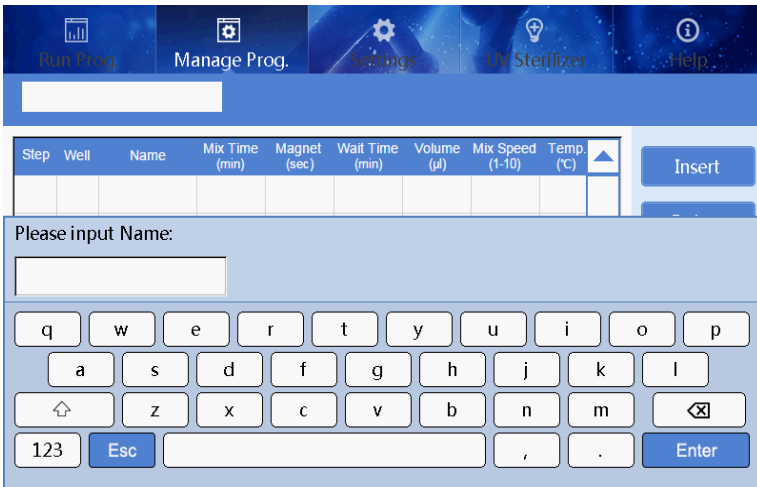 Run Prog. Manage Prog. Settings UV Sterilizer Help
Step Well Name Mix Time (min) Magnet (sec) Wait Time (min) Volume (µl) Mix Speed (1-10) Temp. (℃)
Insert
Please input Name:
q w e r t y u i o p
a s d f g h j k l
z x c v b n m
123 Esc , . Enter